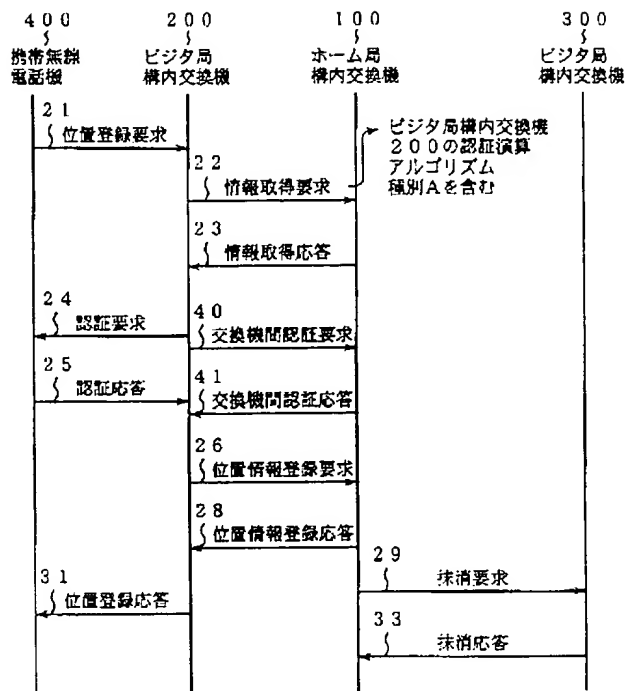 ４００
２００
１００
３００
携帯無線
電話機
ビジタ局
構内交換機
ホーム局
構内交換機
ビジタ局
構内交換機
２１
位置登録要求
２２
情報取得要求
ビジタ局構内交換機
２００の認証演算
アルゴリズム
種別Ａを含む
２３
情報取得応答
２４
認証要求
４０
交換機間認証要求
２５
認証応答
４１
交換機間認証応答
２６
位置情報登録要求
２８
位置情報登録応答
２９
抹消要求
３１
位置登録応答
３３
抹消応答